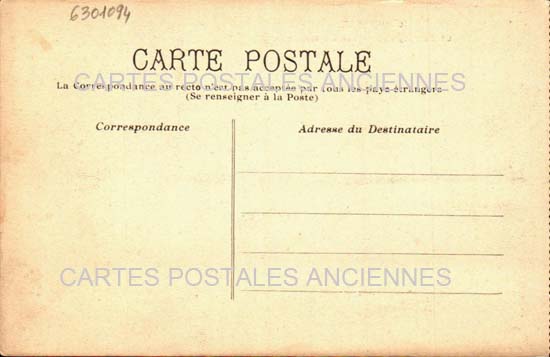 6301094
CARTE POSTALE
CARTES POSTALES ANCIENNES
La Correspondance au recto n'est pas acceptée par tous les pays étrangers
(Se renseigner à la Poste)
Correspondance
Adresse du Destinataire
CARTES POSTALES ANCIENNES